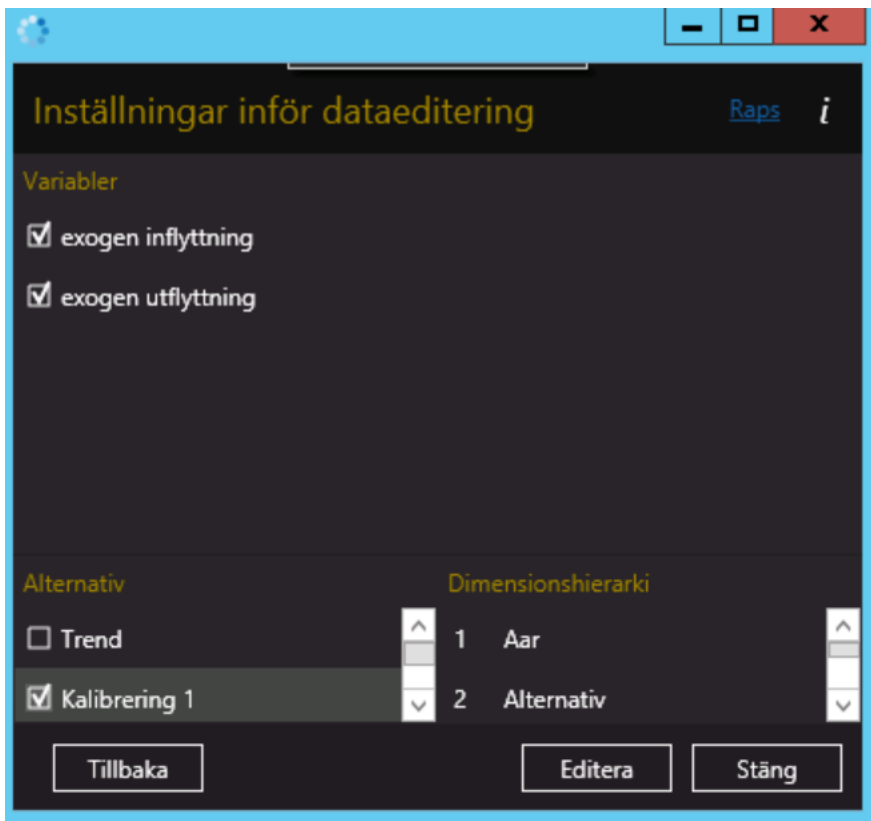 Inställningar inför dataeditering Raps i
Variabler
exogen inflyttning
exogen utflyttning
Alternativ Dimensionshierarki
Trend 1 Aar
Kalibrering 1 2 Alternativ
Tillbaka Editera Stäng